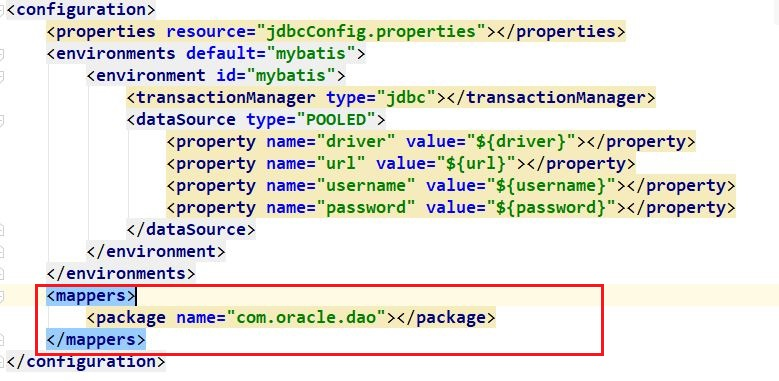 <configuration>
<properties resource="jdbcConfig.properties"></properties>
<environments default="mybatis">
<environment id="mybatis">
<transactionManager type="jdbc"></transactionManager>
<dataSource type="POOLED">
<property name="driver" value="${driver}"></property>
<property name="url" value="${url}"></property>
<property name="username" value="${username}"></property>
<property name="password" value="${password}"></property>
</dataSource>
</environment>
</environments>
<mappers>
<package name="com.oracle.dao"></package>
</mappers>
</configuration>